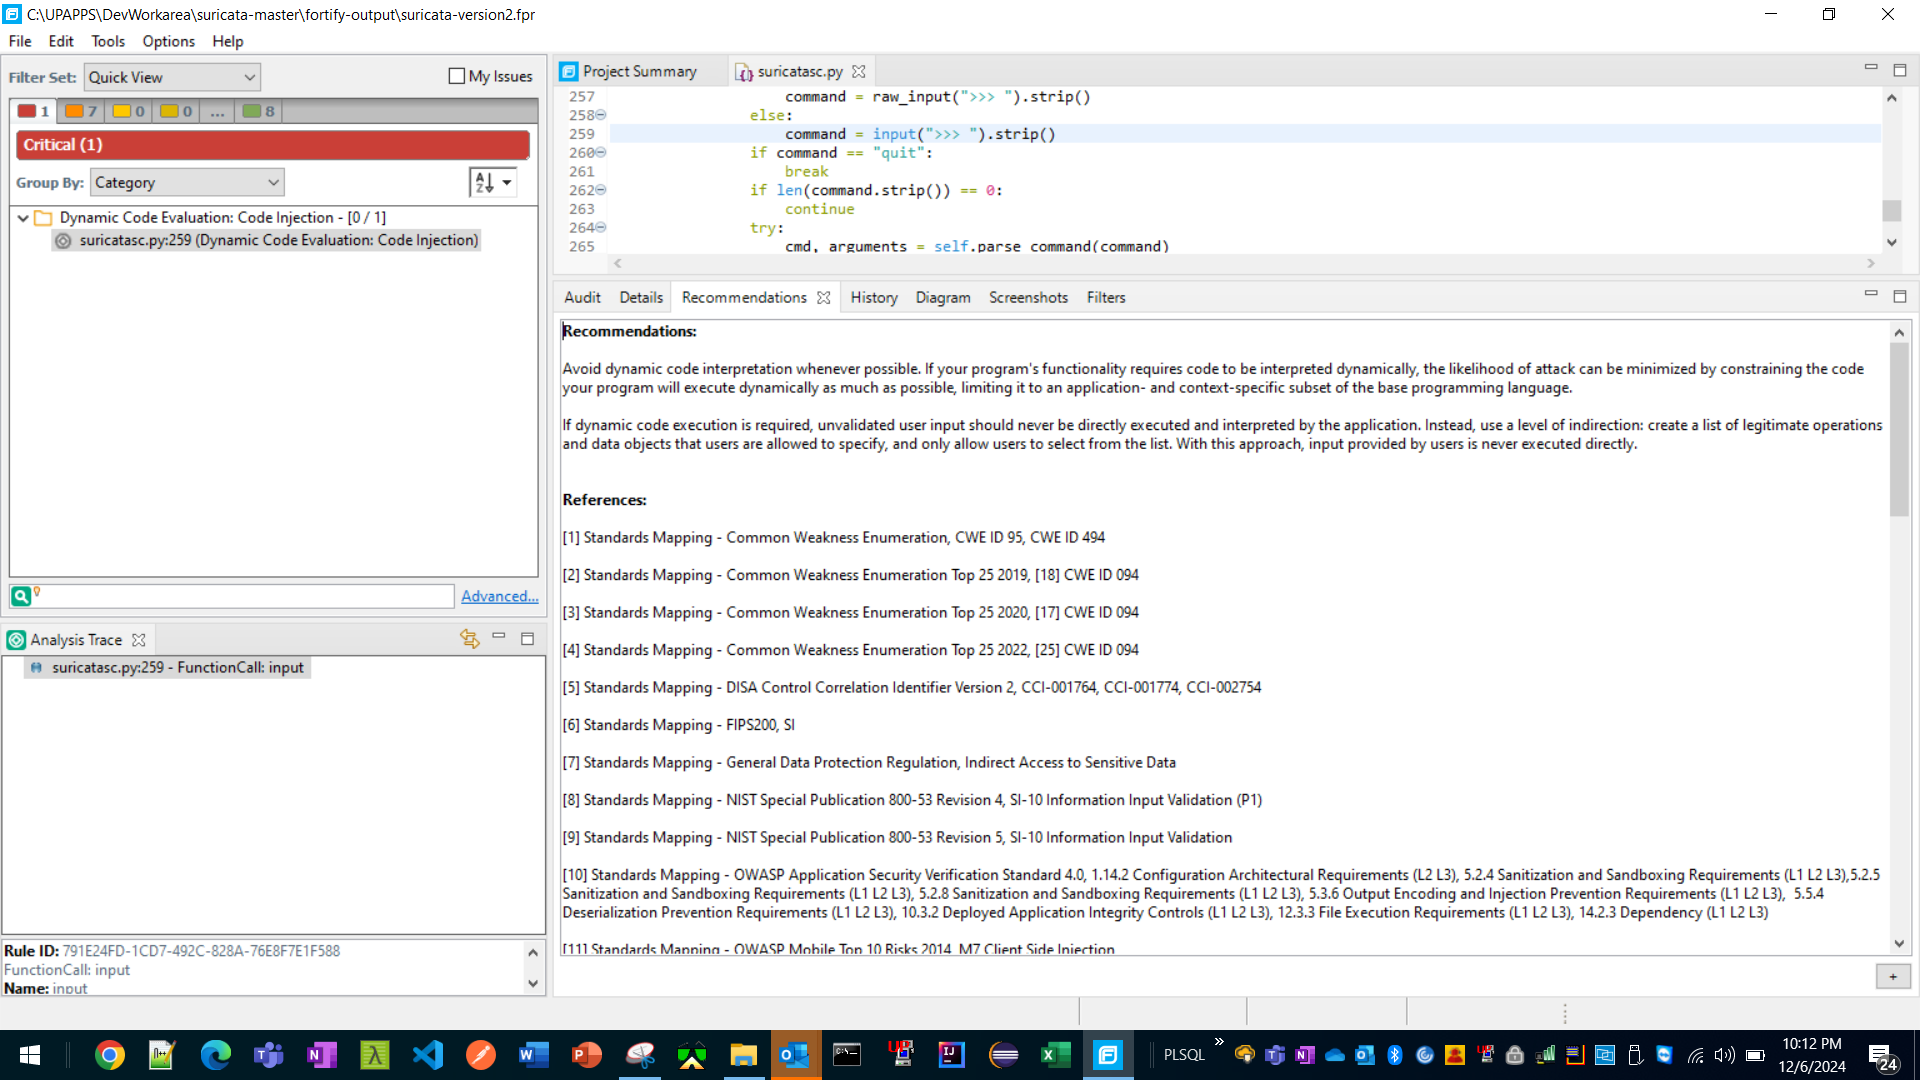 C:\UPAPPS\DevWorkarea\suricata-master\fortify-output\suricata-version2.fpr
File Edit Tools Options Help
Filter Set: Quick View My Issues
1 7 0 0 ... 8
Critical (1)
Group By: Category
Dynamic Code Evaluation: Code Injection - [0 / 1]
suricatasc.py:259 (Dynamic Code Evaluation: Code Injection)
Advanced...
Analysis Trace
suricatasc.py:259 - FunctionCall: input
Rule ID: 791E24FD-1CD7-492C-828A-76E8F7E1F588
FunctionCall: input
Name: input
Project Summary suricatasc.py
257 command = raw_input(">>> ").strip()
258 else:
259 command = input(">>> ").strip()
260 if command == "quit":
261 break
262 if len(command.strip()) == 0:
263 continue
264 try:
265 cmd, arguments = self.parse_command(command)
Audit Details Recommendations History Diagram Screenshots Filters
Recommendations:
Avoid dynamic code interpretation whenever possible. If your program's functionality requires code to be interpreted dynamically, the likelihood of attack can be minimized by constraining the code
your program will execute dynamically as much as possible, limiting it to an application- and context-specific subset of the base programming language.
If dynamic code execution is required, unvalidated user input should never be directly executed and interpreted by the application. Instead, use a level of indirection: create a list of legitimate operations
and data objects that users are allowed to specify, and only allow users to select from the list. With this approach, input provided by users is never executed directly.
References:
[1] Standards Mapping - Common Weakness Enumeration, CWE ID 95, CWE ID 494
[2] Standards Mapping - Common Weakness Enumeration Top 25 2019, [18] CWE ID 094
[3] Standards Mapping - Common Weakness Enumeration Top 25 2020, [17] CWE ID 094
[4] Standards Mapping - Common Weakness Enumeration Top 25 2022, [25] CWE ID 094
[5] Standards Mapping - DISA Control Correlation Identifier Version 2, CCI-001764, CCI-001774, CCI-002754
[6] Standards Mapping - FIPS200, SI
[7] Standards Mapping - General Data Protection Regulation, Indirect Access to Sensitive Data
[8] Standards Mapping - NIST Special Publication 800-53 Revision 4, SI-10 Information Input Validation (P1)
[9] Standards Mapping - NIST Special Publication 800-53 Revision 5, SI-10 Information Input Validation
[10] Standards Mapping - OWASP Application Security Verification Standard 4.0, 1.14.2 Configuration Architectural Requirements (L2 L3), 5.2.4 Sanitization and Sandboxing Requirements (L1 L2 L3),5.2.5
Sanitization and Sandboxing Requirements (L1 L2 L3), 5.2.8 Sanitization and Sandboxing Requirements (L1 L2 L3), 5.3.6 Output Encoding and Injection Prevention Requirements (L1 L2 L3), 5.5.4
Deserialization Prevention Requirements (L1 L2 L3), 10.3.2 Deployed Application Integrity Controls (L1 L2 L3), 12.3.3 File Execution Requirements (L1 L2 L3), 14.2.3 Dependency (L1 L2 L3)
[11] Standards Mapping - OWASP Mobile Top 10 Risks 2014, M7 Client Side Injection
+
PLSQL
10:12 PM
12/6/2024
24